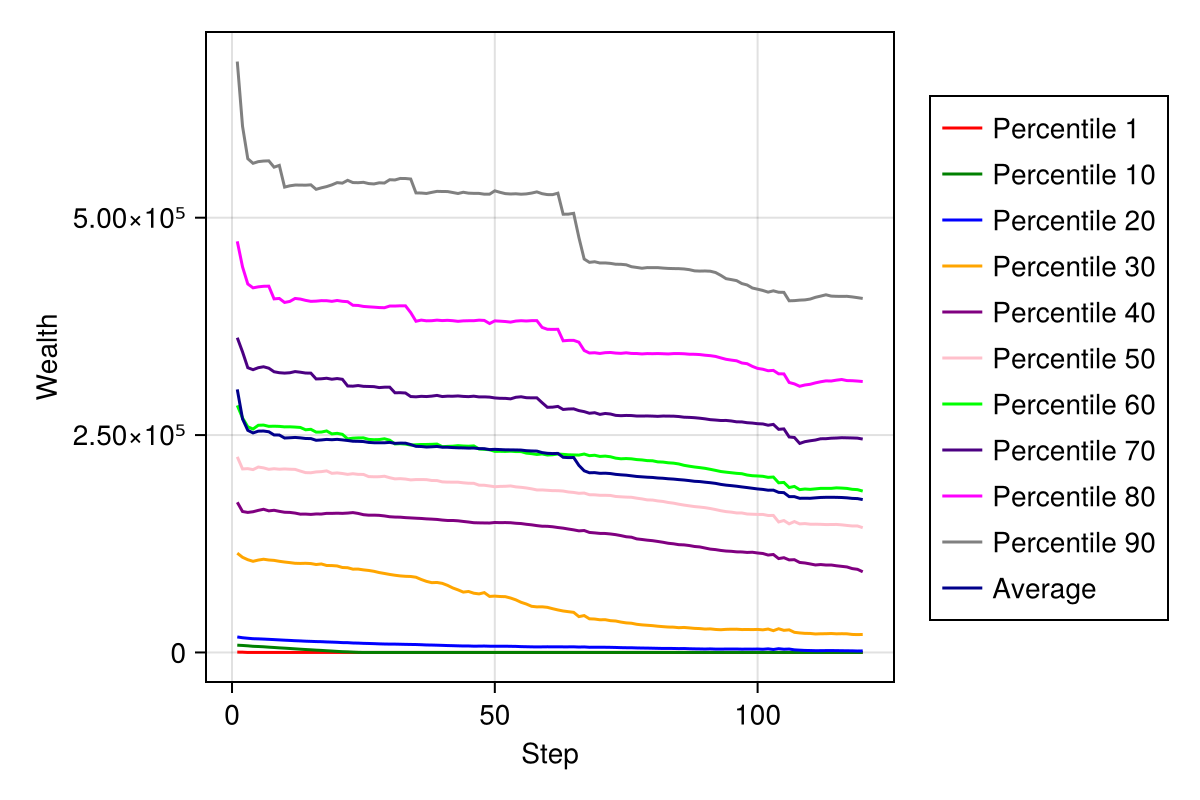 Wealth
5.00×10⁵
2.50×10⁵
0
0
50
100
Step
Percentile 1
Percentile 10
Percentile 20
Percentile 30
Percentile 40
Percentile 50
Percentile 60
Percentile 70
Percentile 80
Percentile 90
Average